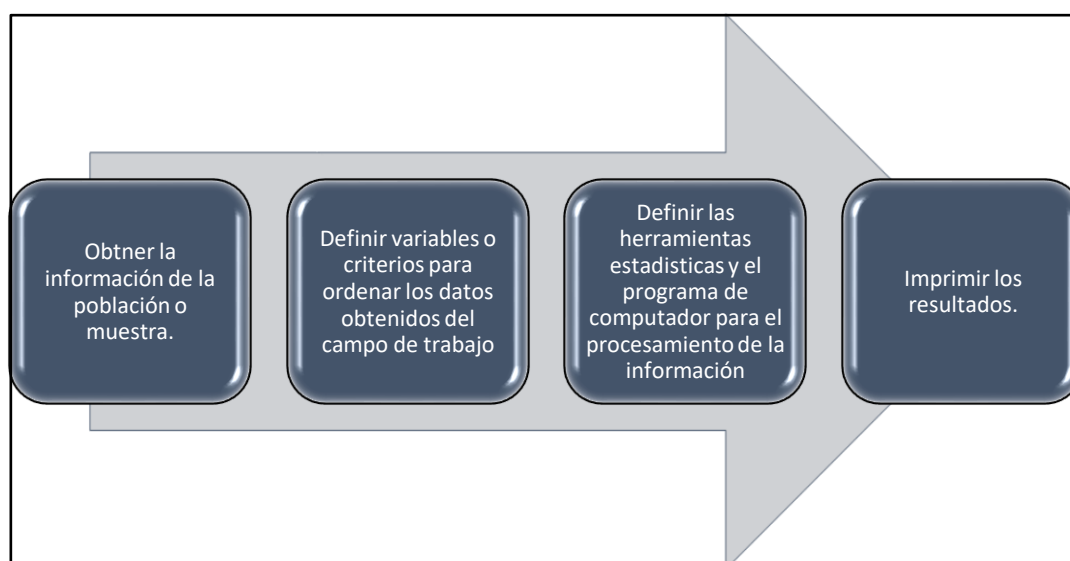 Obtner la
información de la
población o
muestra.
Definir variables o
criterios para
ordenar los datos
obtenidos del
campo de trabajo
Definir las
herramientas
estadisticas y el
programa de
computador para el
procesamiento de la
información
Imprimir los
resultados.